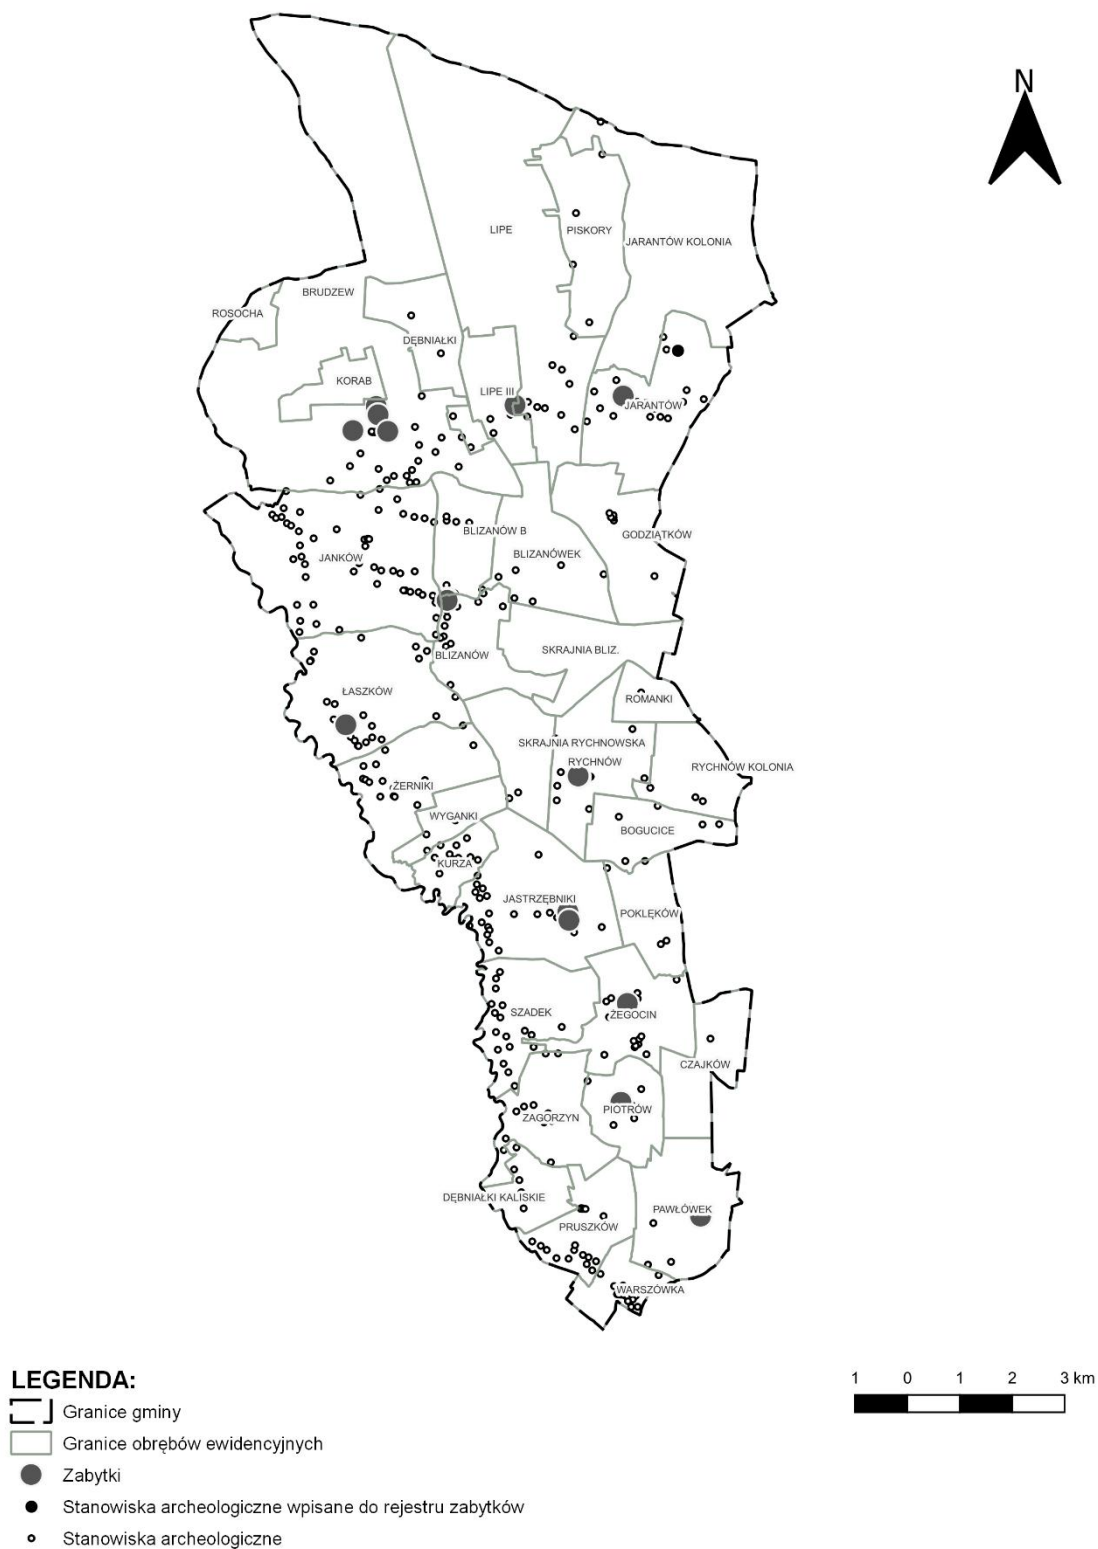 N
LIPE
PISKORY
JARANTÓW KOLONIA
BRUDZEW
ROSOCHA
DĘBNIAŁKI
KORAB
LIPE III
JARANTÓW
BLIZANÓW B
GODZIĄTKÓW
BLIZANÓWEK
JANKÓW
SKRAJNIA BLIZ.
BLIZANÓW
ŁASZKÓW
ROMANKI
SKRAJNIA RYCHNOWSKA
RYCHNÓW
RYCHNÓW KOLONIA
ŻERNIKI
WYGANKI
BOGUCICE
KURZA
JASTRZĘBNIKI
POKLĘKÓW
SZADEK
ŻEGOCIN
CZAJKÓW
ZAGORZYN
PIOTRÓW
DĘBNIAŁKI KALISKIE
PAWŁÓWEK
PRUSZKÓW
WARSZÓWKA
LEGENDA:
Granice gminy
Granice obrębów ewidencyjnych
Zabytki
Stanowiska archeologiczne wpisane do rejestru zabytków
Stanowiska archeologiczne
1 0 1 2 3 km